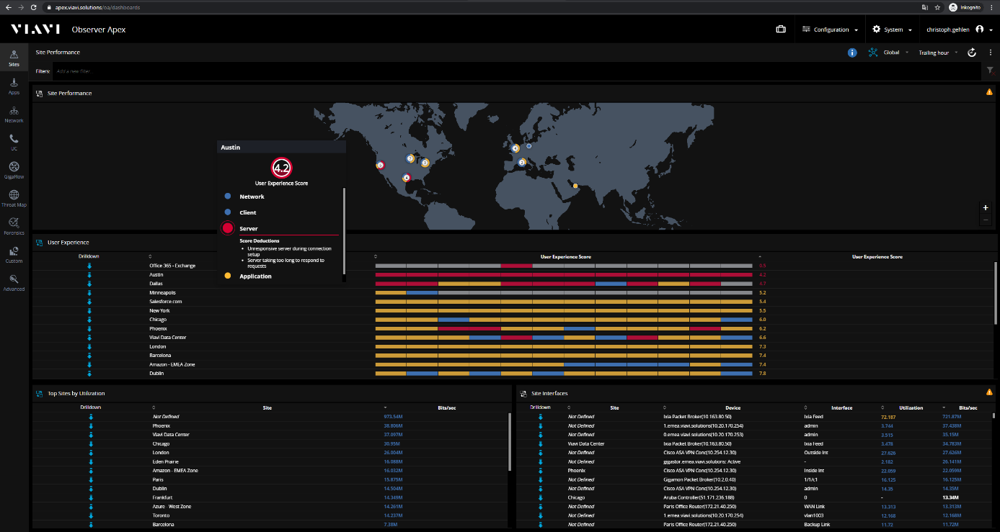 apex.viavi.solutions/oa/dashboards
Inkognito
VIAVI Observer Apex
Configuration
System
christoph.gehlen
Site Performance
Global
Trailing hour
Filters: Add a new filter
Sites
Apps
Network
UC
GigaFlow
Threat Map
Forensics
Custom
Advanced
Site Performance
Austin
4.2
User Experience Score
Network
Client
Server
Score Deductions
Unresponsive server during connection
setup
Server taking too long to respond to
requests
Application
+
−
User Experience
Drilldown User Experience Score User Experience Score
Office 365 - Exchange 0.5
Austin 4.2
Dallas 4.7
Minneapolis 5.2
Salesforce com 5.4
New York 5.5
Chicago 6.0
Phoenix 6.2
Viavi Data Center 6.6
London 7.3
Barcelona 7.4
Amazon - EMEA Zone 7.4
Dublin 7.8
Top Sites by Utilization
Drilldown Site Bits/sec
Not Defined 973.54M
Phoenix 38.806M
Viavi Data Center 37.097M
Chicago 30.95M
London 26.004M
Eden Prairie 16.088M
Amazon - EMEA Zone 16.032M
Paris 15.875M
Dublin 14.504M
Frankfurt 14.349M
Azure - West Zone 14.261M
Toronto 14.237M
Barcelona 7.38M
Site Interfaces
Drilldown Site Device Interface Utilization Bits/sec
Not Defined Ixia Packet Broker(10.163.80.50) Ixia Feed 72.187 721.87M
Not Defined 1.emea.viavi.solutions(10.20.170.254) admin 3.744 37.438M
Not Defined 0.emea.viavi.solutions(10.20.170.253) admin 3.515 35.15M
Viavi Data Center Ixia Packet Broker(10.163.80.50) Ixia Feed 3.478 34.783M
Not Defined Cisco ASA VPN Conc(10.254.12.30) Outside Int 27.626 27.626M
Not Defined gigastor.emea.viavi.solutions: Active - 2.182 26.141M
Phoenix Cisco ASA VPN Conc(10.254.12.30) Inside Int 22.059 22.059M
Not Defined Gigamon Packet Broker(10.2.0.40) 1/1/c1 16.125 16.125M
Not Defined Cisco ASA VPN Conc(10.254.12.30) admin 14.35 14.35M
Chicago Aruba Controller(51.171.236.188) 0 - 13.34M
Not Defined Paris Office Router(172.21.40.250) WAN Link 13.313 13.313M
Not Defined 1.emea.viavi.solutions(10.20.170.254) vlan1003 12.168 12.168M
Not Defined Paris Office Router(172.21.40.250) Backup Link 11.72 11.72M